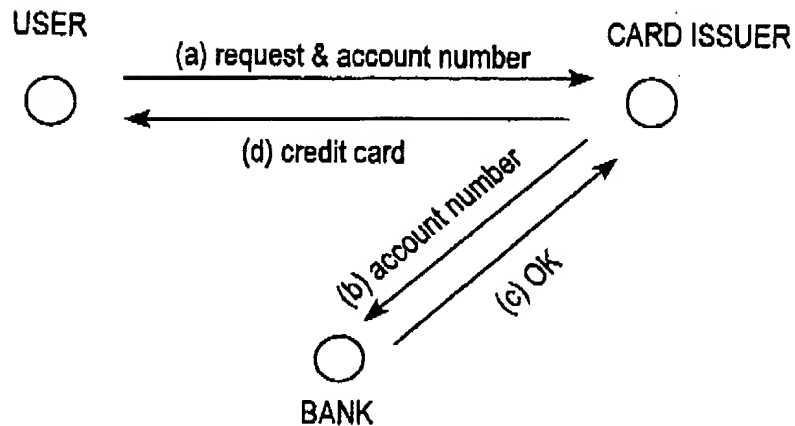 USER
CARD ISSUER
(a) request & account number
(d) credit card
(b) account number
(c) OK
BANK